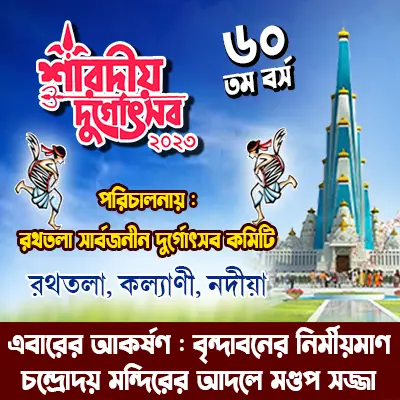 শারদীয়
দুর্গোৎসব
২০২৩
৬০
তম বর্স
পরিচালনায় :
রথতলা সার্বজনীন দুর্গোৎসব কমিটি
রথতলা, কল্যাণী, নদীয়া
এবারের আকর্ষণ : বৃন্দাবনের নির্মীয়মাণ
চন্দ্রোদয় মন্দিরের আদলে মণ্ডপ সজ্জা